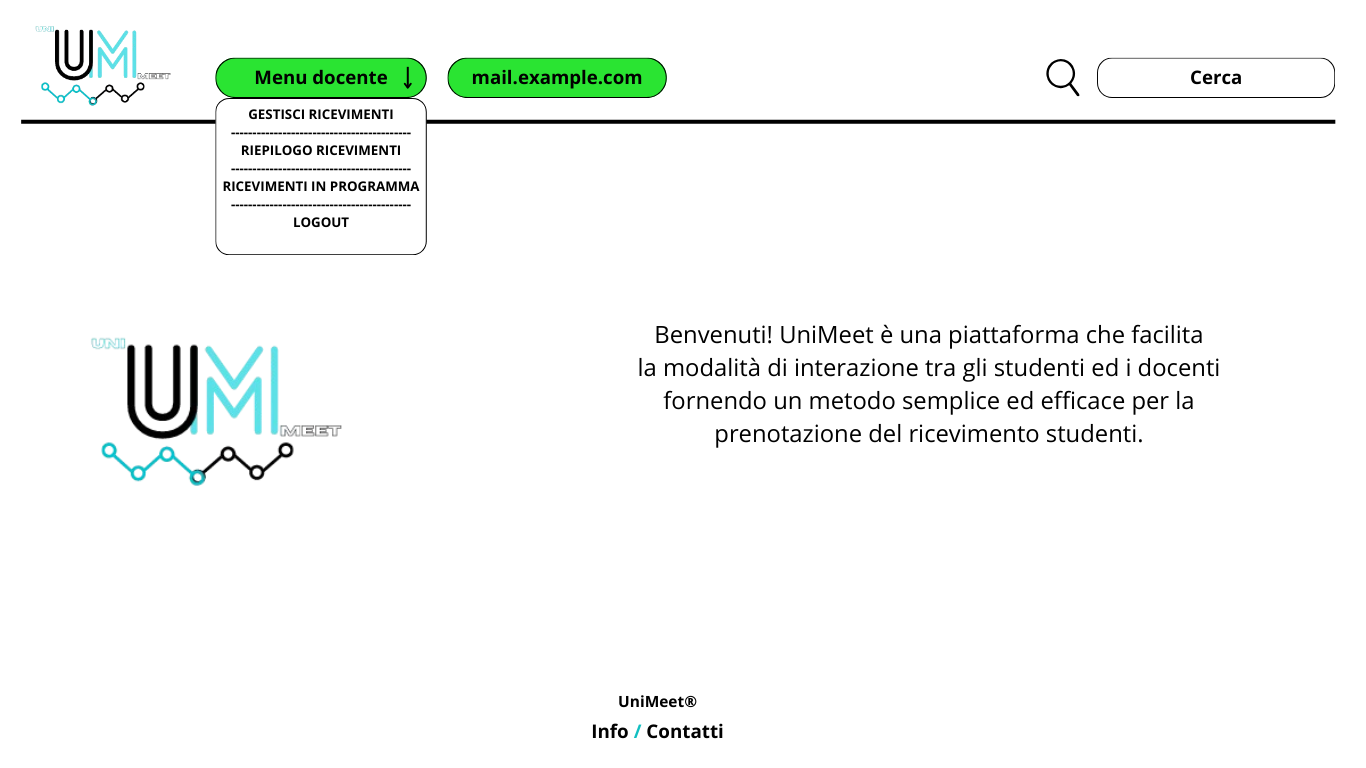 UNI
UM
MEET
Menu docente ↓
mail.example.com
Cerca
GESTISCI RICEVIMENTI
------------------------------------------
RIEPILOGO RICEVIMENTI
------------------------------------------
RICEVIMENTI IN PROGRAMMA
------------------------------------------
LOGOUT
UNI
UM
MEET
Benvenuti! UniMeet è una piattaforma che facilita
la modalità di interazione tra gli studenti ed i docenti
fornendo un metodo semplice ed efficace per la
prenotazione del ricevimento studenti.
UniMeet®
Info / Contatti